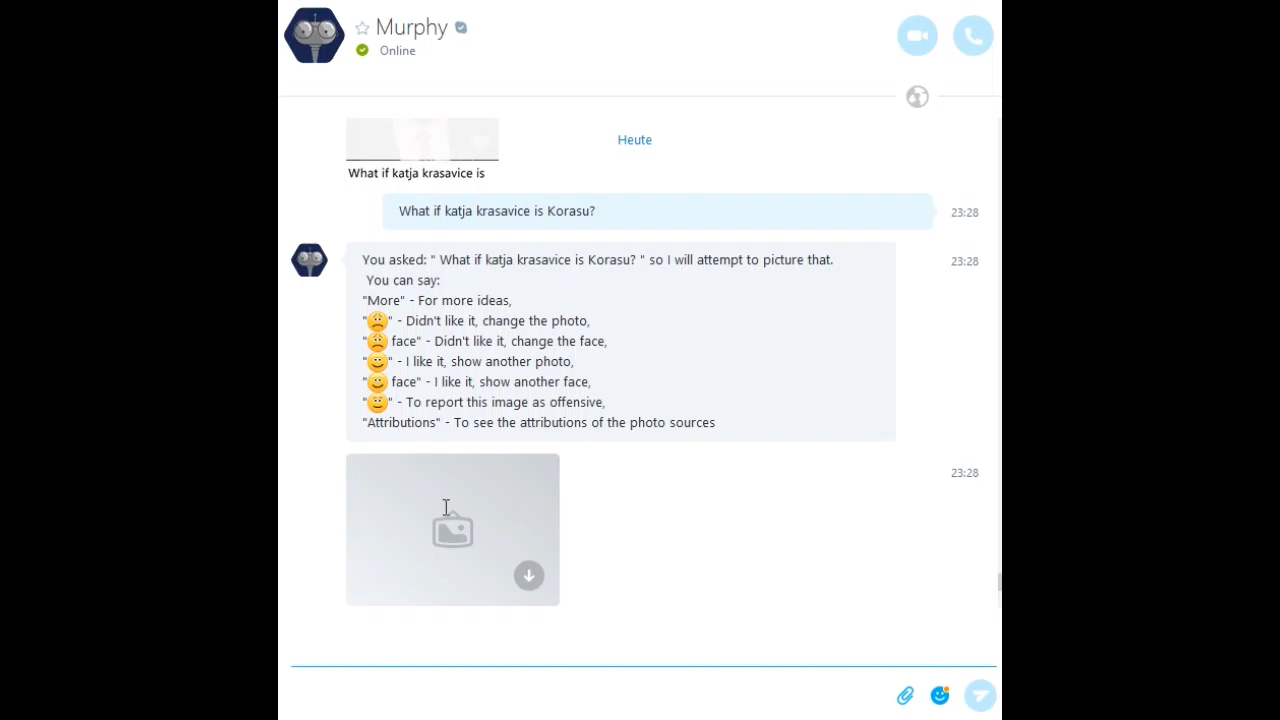 Murphy
Online
Heute
What if katja krasavice is
What if katja krasavice is Korasu?
23:28
You asked: " What if katja krasavice is Korasu? " so I will attempt to picture that.
23:28
You can say:
"More" - For more ideas,
"😟" - Didn't like it, change the photo,
"😟 face" - Didn't like it, change the face,
"😊" - I like it, show another photo,
"😊 face" - I like it, show another face,
"😊" - To report this image as offensive,
"Attributions" - To see the attributions of the photo sources
23:28